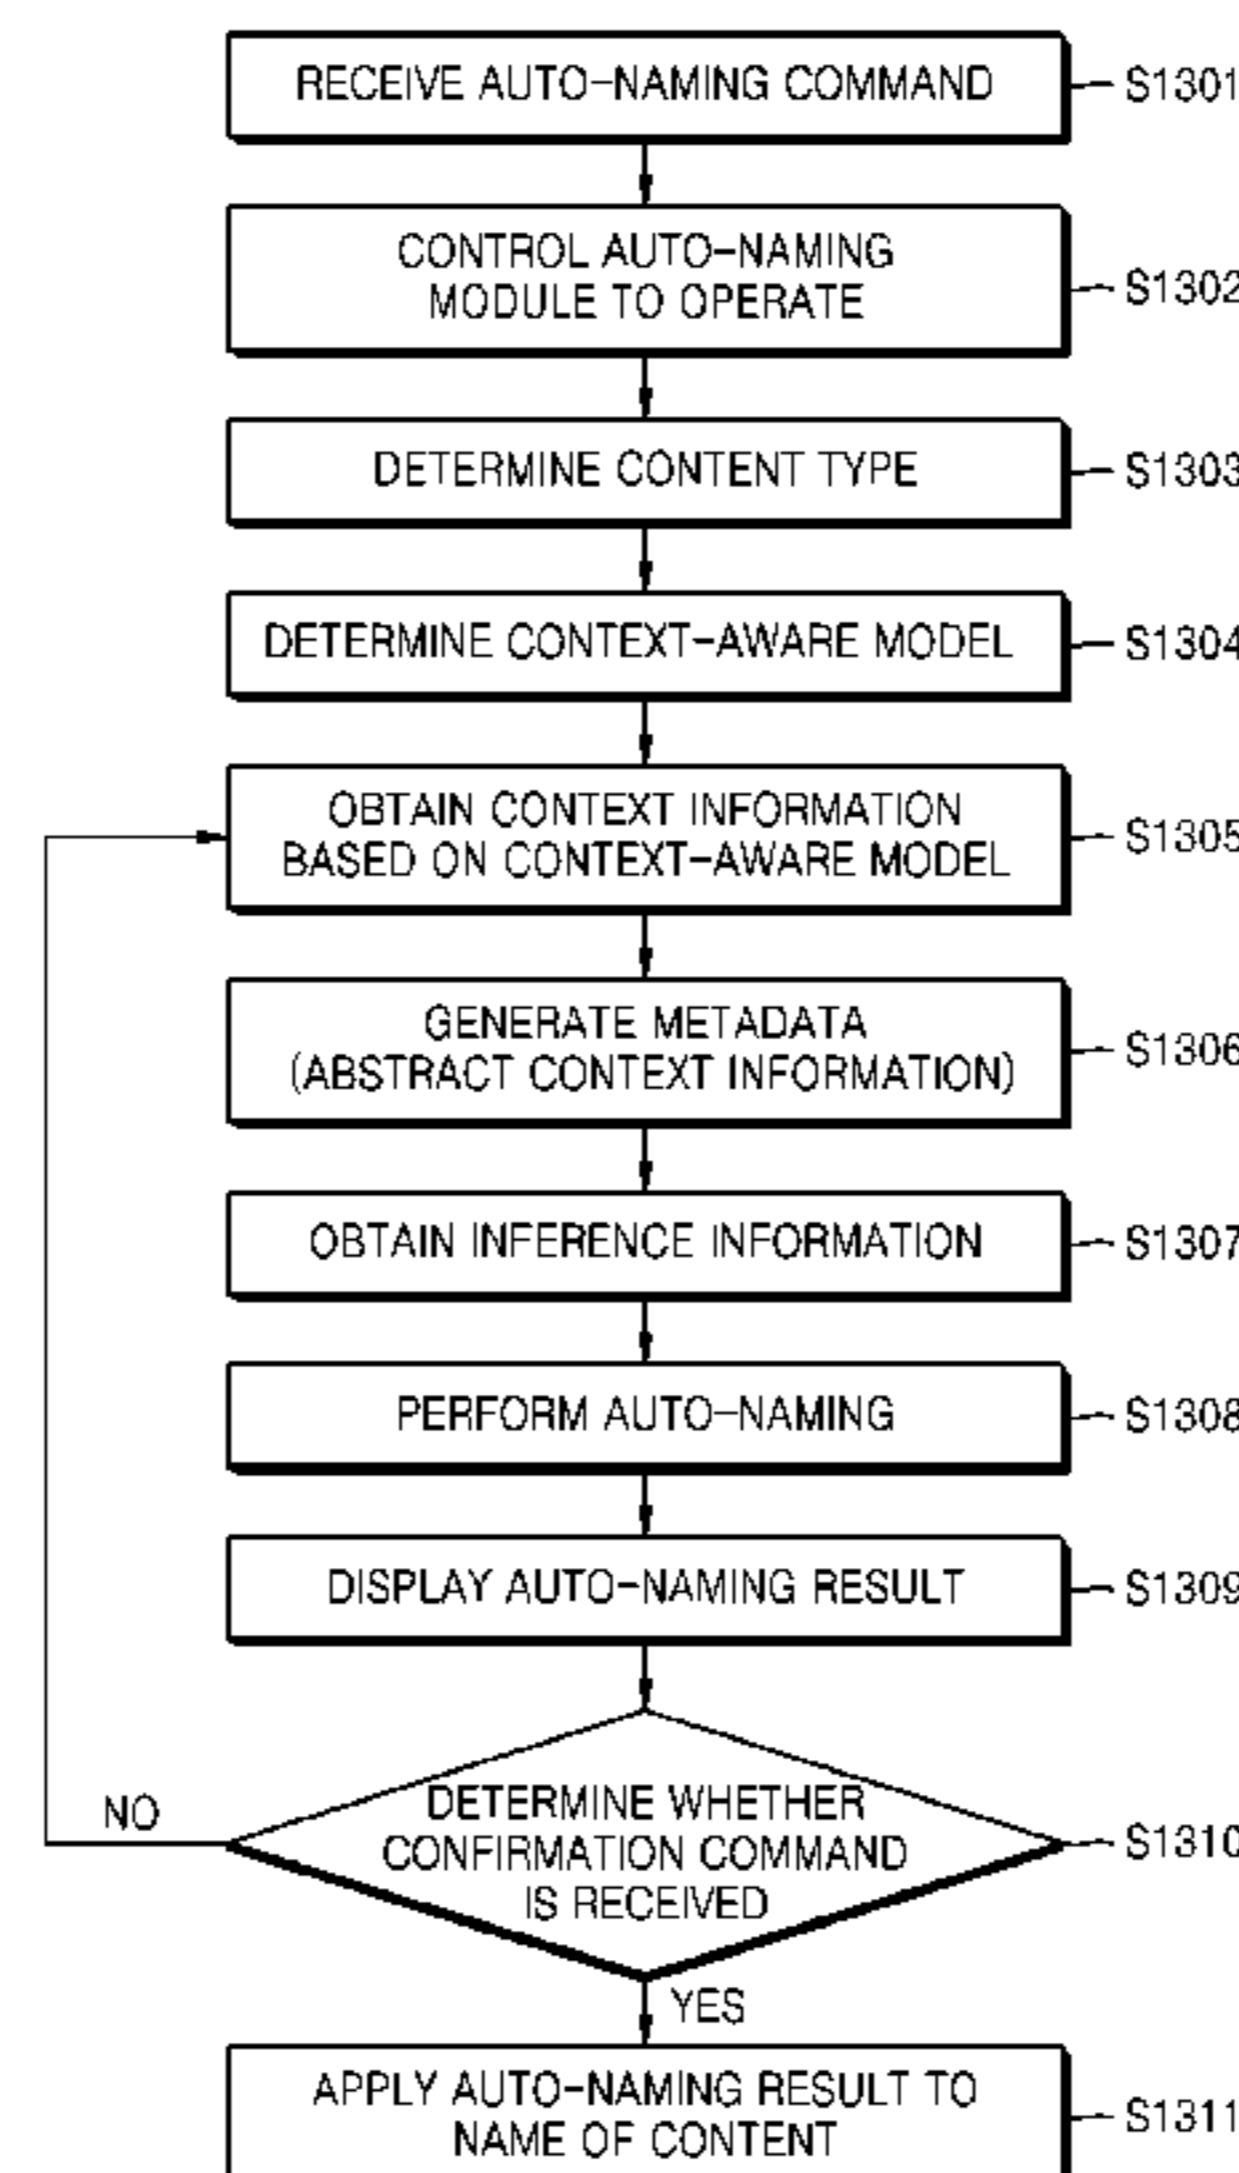 RECEIVE AUTO-NAMING COMMAND
S1301
CONTROL AUTO-NAMING
MODULE TO OPERATE
S1302
DETERMINE CONTENT TYPE
S1303
DETERMINE CONTEXT-AWARE MODEL
S1304
OBTAIN CONTEXT INFORMATION
BASED ON CONTEXT-AWARE MODEL
S1305
GENERATE METADATA
(ABSTRACT CONTEXT INFORMATION)
S1306
OBTAIN INFERENCE INFORMATION
S1307
PERFORM AUTO-NAMING
S1308
DISPLAY AUTO-NAMING RESULT
S1309
NO
DETERMINE WHETHER
CONFIRMATION COMMAND
IS RECEIVED
S1310
YES
APPLY AUTO-NAMING RESULT TO
NAME OF CONTENT
S1311